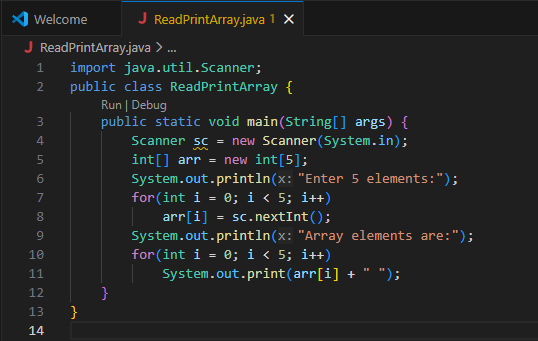 Welcome
ReadPrintArray.java 1
ReadPrintArray.java > ...
1 import java.util.Scanner;
2 public class ReadPrintArray {
Run | Debug
3     public static void main(String[] args) {
4         Scanner sc = new Scanner(System.in);
5         int[] arr = new int[5];
6         System.out.println(x:"Enter 5 elements:");
7         for(int i = 0; i < 5; i++)
8             arr[i] = sc.nextInt();
9         System.out.println(x:"Array elements are:");
10         for(int i = 0; i < 5; i++)
11             System.out.print(arr[i] + " ");
12     }
13 }
14